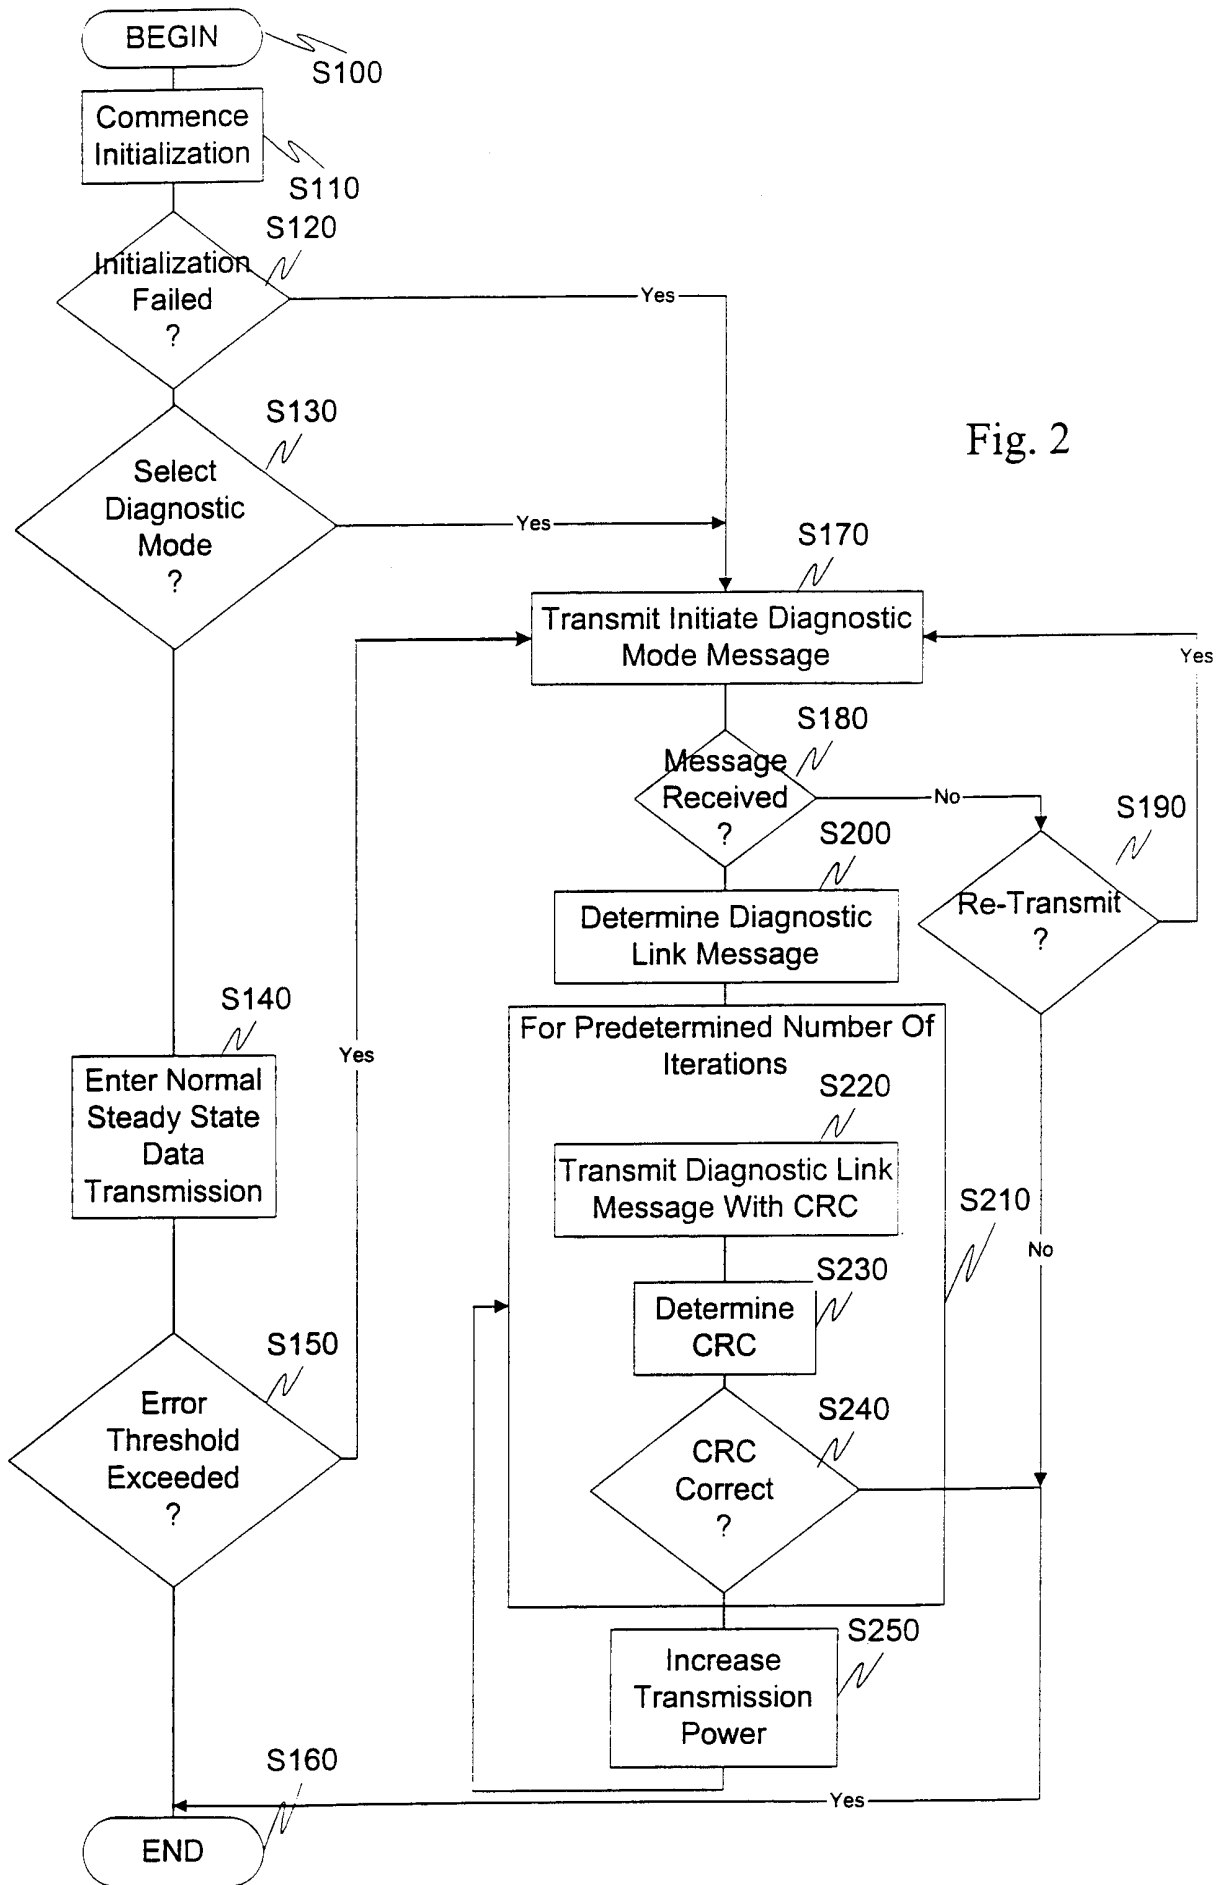 BEGIN
S100
Commence
Initialization
S110
S120
Initialization
Failed
?
Yes
S130
Select
Diagnostic
Mode
?
Yes
Fig. 2
S170
Transmit Initiate Diagnostic
Mode Message
Yes
S180
Message
Received
?
No
S190
Re-Transmit
?
S200
Determine Diagnostic
Link Message
S140
Enter Normal
Steady State
Data
Transmission
Yes
For Predetermined Number Of
Iterations
S220
Transmit Diagnostic Link
Message With CRC
S210
No
S230
Determine
CRC
S150
Error
Threshold
Exceeded
?
S240
CRC
Correct
?
S250
Increase
Transmission
Power
S160
Yes
END